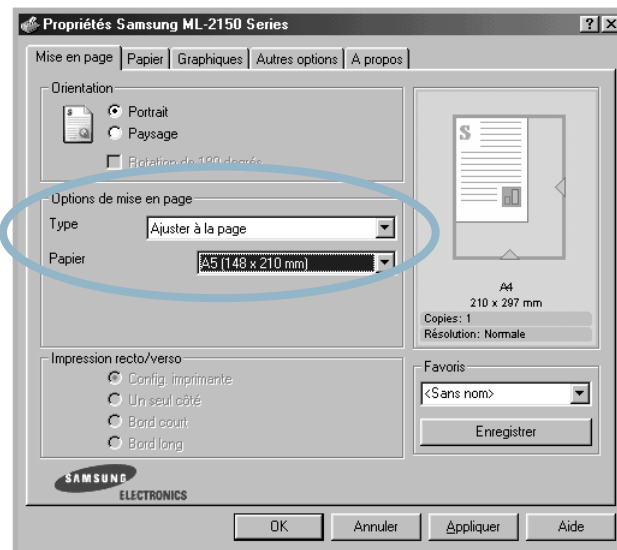 Propriétés Samsung ML-2150 Series
Mise en page Papier Graphiques Autres options A propos
Orientation
Portrait
Paysage
Rotation de 180 degrés
Options de mise en page
Type Ajuster à la page
Papier A5 (148 x 210 mm)
S
S
A4
210 x 297 mm
Copies: 1
Résolution: Normale
Impression recto/verso
Config. imprimante
Un seul côté
Bord court
Bord long
Favoris
<Sans nom>
Enregistrer
SAMSUNG
ELECTRONICS
OK Annuler Appliquer Aide